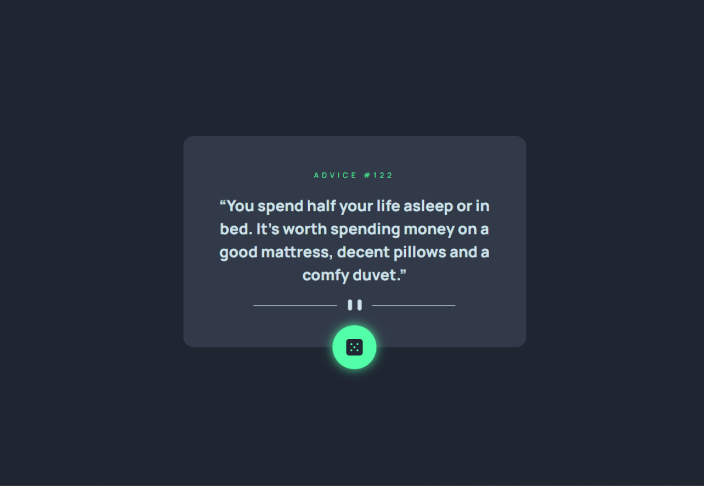 ADVICE #122
“You spend half your life asleep or in
bed. It’s worth spending money on a
good mattress, decent pillows and a
comfy duvet.”